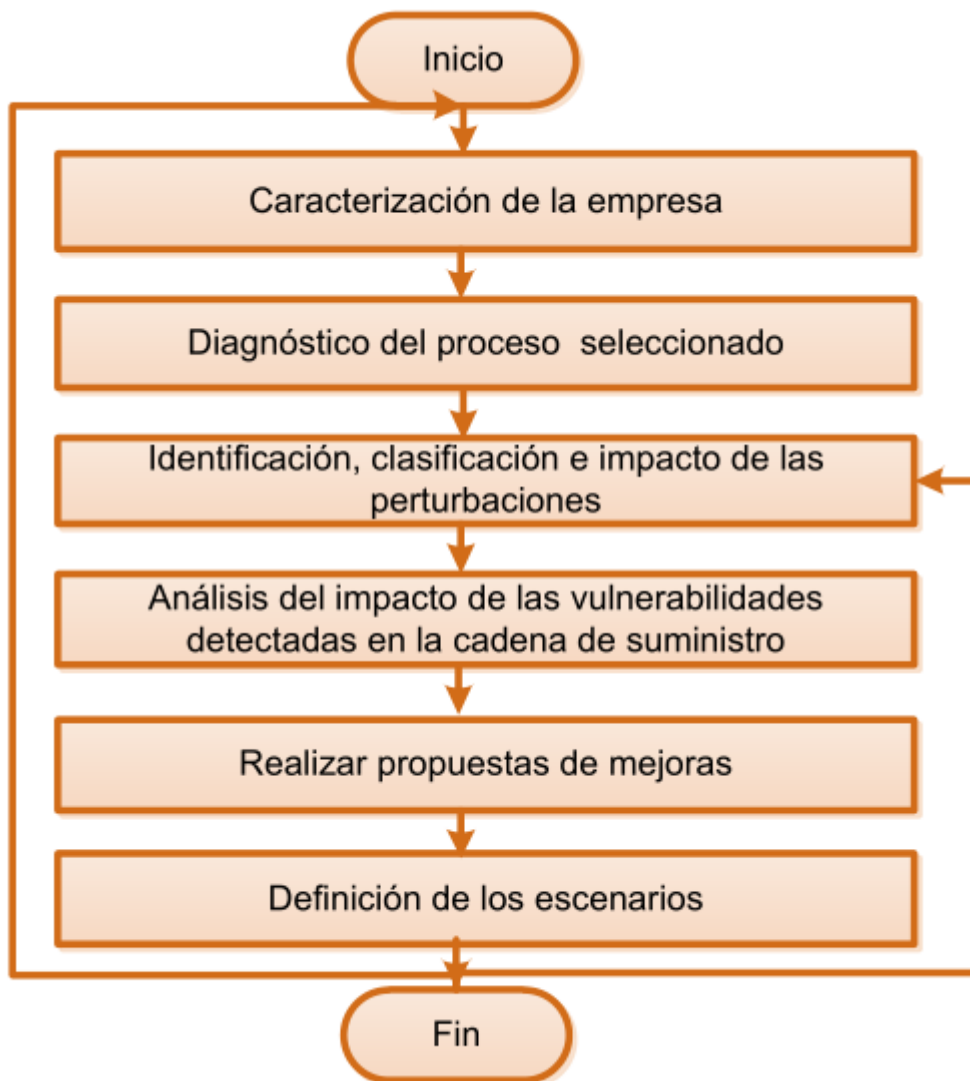 Inicio
Caracterización de la empresa
Diagnóstico del proceso seleccionado
Identificación, clasificación e impacto de las
perturbaciones
Análisis del impacto de las vulnerabilidades
detectadas en la cadena de suministro
Realizar propuestas de mejoras
Definición de los escenarios
Fin